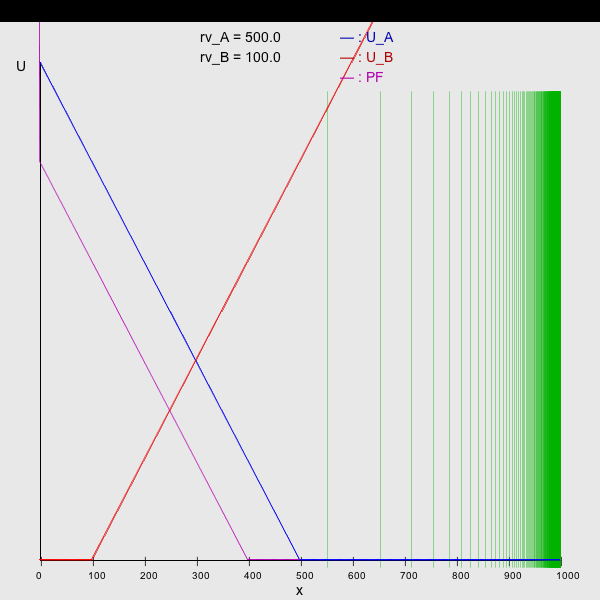 rv_A = 500.0 — : U_A
U
rv_B = 100.0 — : U_B
— : PF
0 100 200 300 400 500 600 700 800 900 1000
x